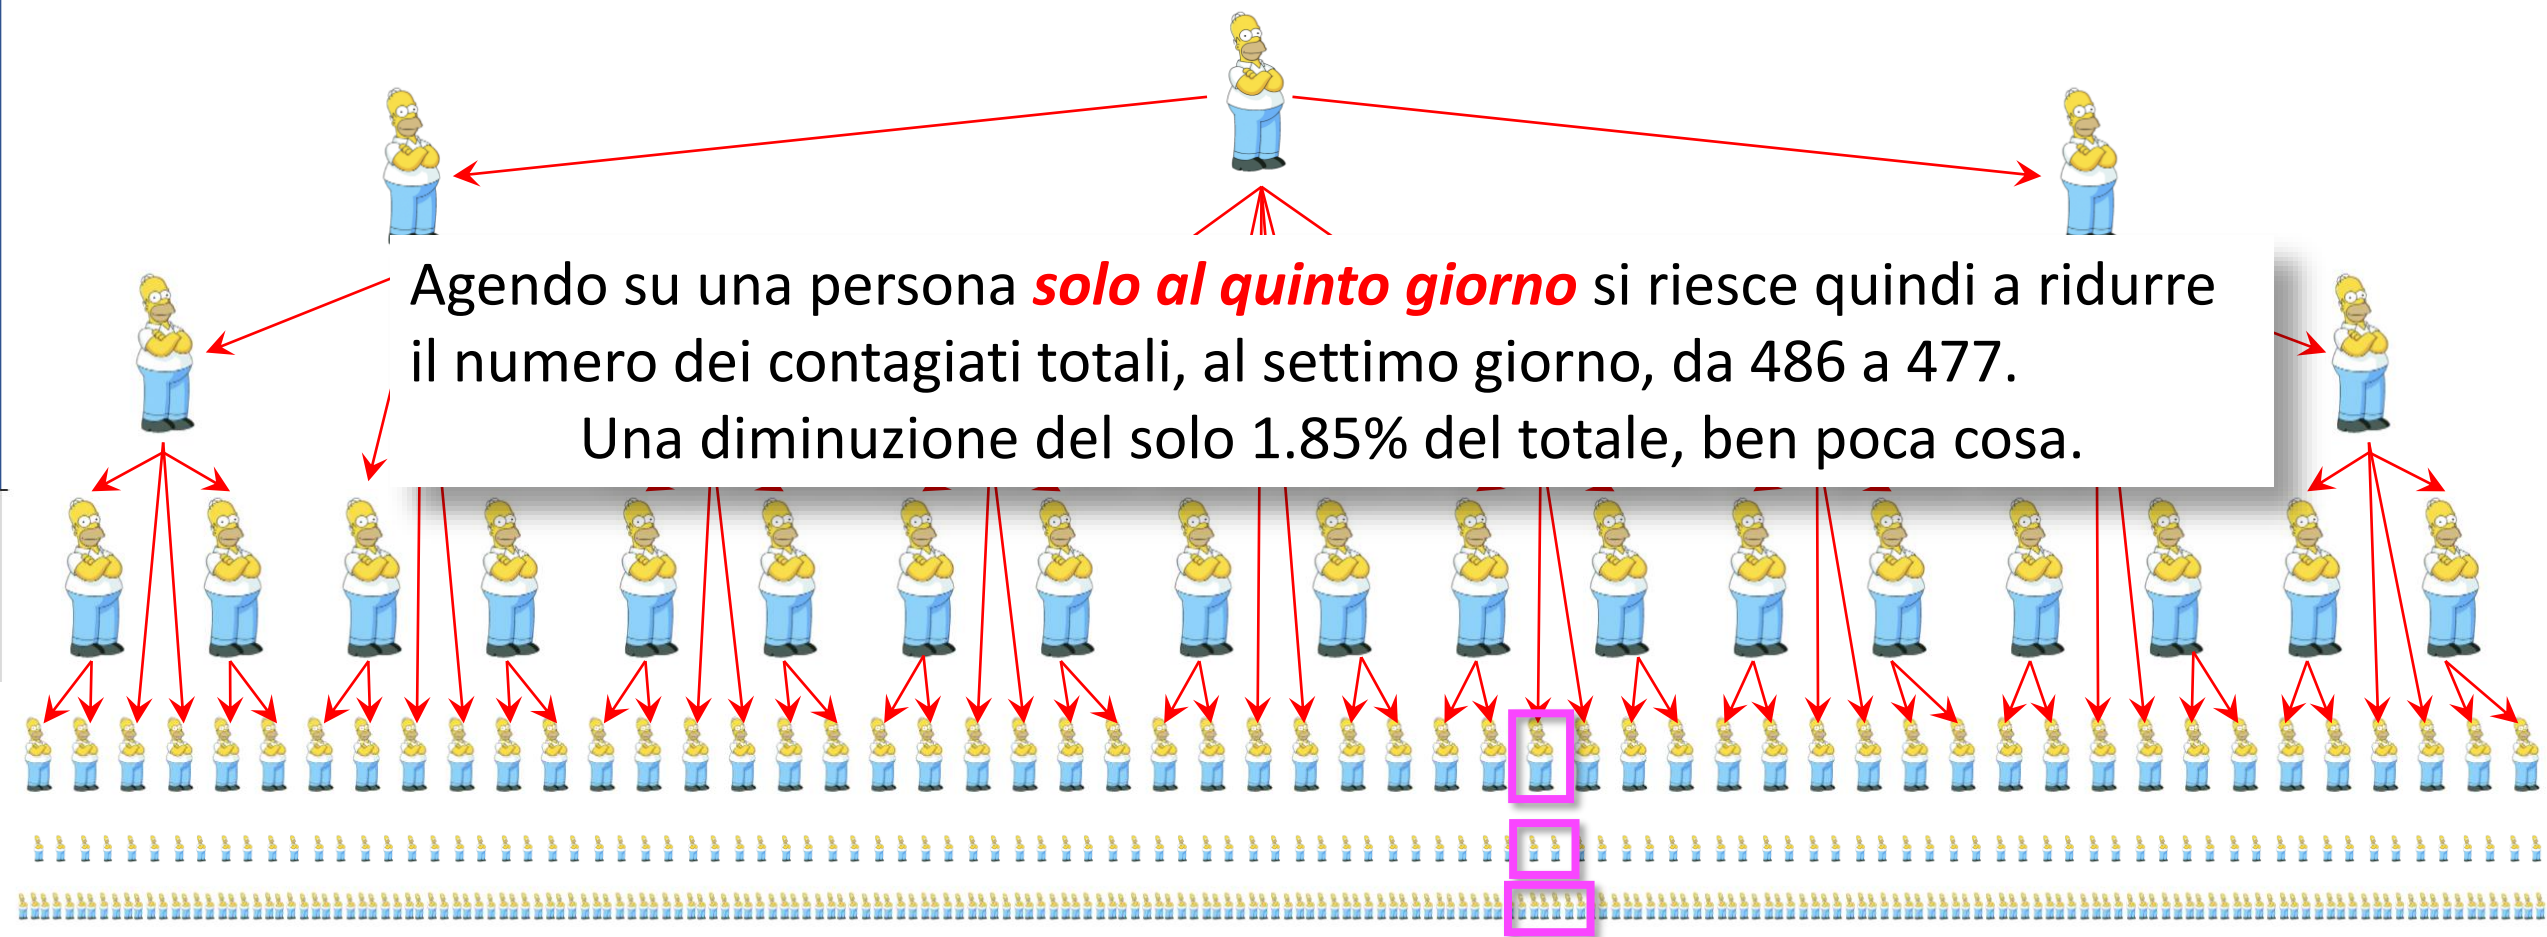 Agendo su una persona solo al quinto giorno si riesce quindi a ridurre
il numero dei contagiati totali, al settimo giorno, da 486 a 477.
Una diminuzione del solo 1.85% del totale, ben poca cosa.